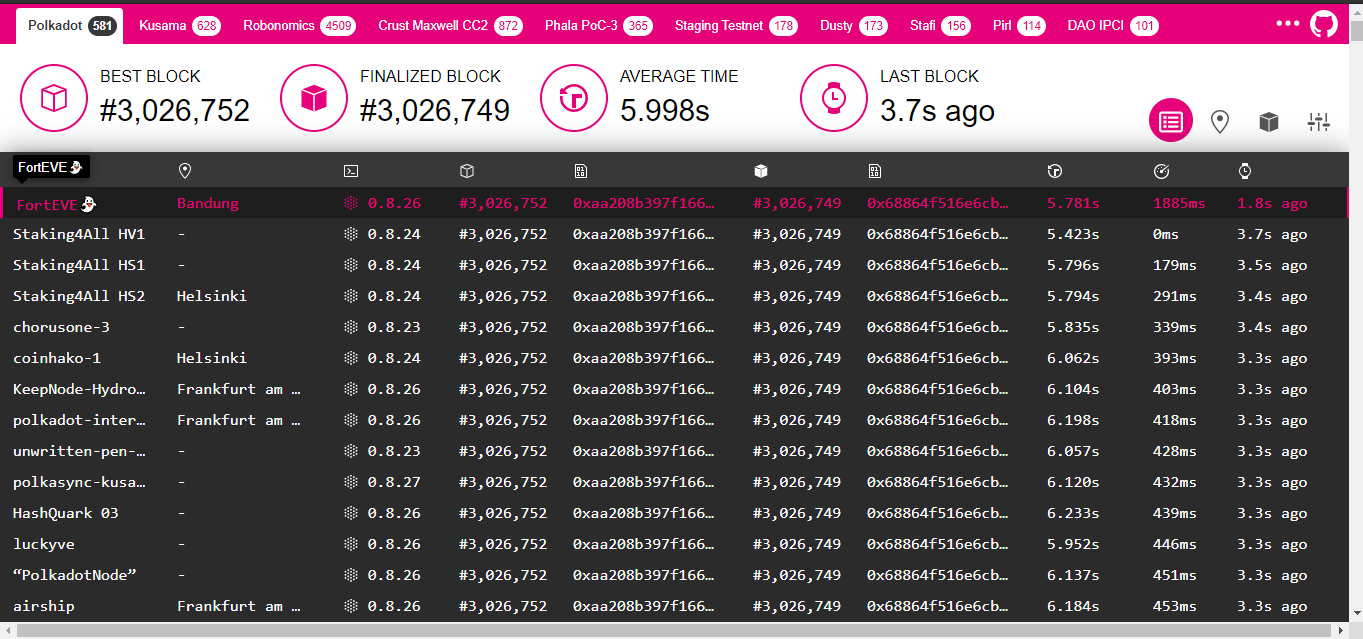 Polkadot 581 Kusama 628 Robonomics 4509 Crust Maxwell CC2 872 Phala PoC-3 365 Staging Testnet 178 Dusty 173 Stafi 156 Pirl 114 DAO IPCI 101
BEST BLOCK FINALIZED BLOCK AVERAGE TIME LAST BLOCK
#3,026,752 #3,026,749 5.998s 3.7s ago
FortEVE👻
FortEVE👻 Bandung 0.8.26 #3,026,752 0xaa208b397f166… #3,026,749 0x68864f516e6cb… 5.781s 1885ms 1.8s ago
Staking4All HV1 - 0.8.24 #3,026,752 0xaa208b397f166… #3,026,749 0x68864f516e6cb… 5.423s 0ms 3.7s ago
Staking4All HS1 - 0.8.24 #3,026,752 0xaa208b397f166… #3,026,749 0x68864f516e6cb… 5.796s 179ms 3.5s ago
Staking4All HS2 Helsinki 0.8.24 #3,026,752 0xaa208b397f166… #3,026,749 0x68864f516e6cb… 5.794s 291ms 3.4s ago
chorusone-3 - 0.8.23 #3,026,752 0xaa208b397f166… #3,026,749 0x68864f516e6cb… 5.835s 339ms 3.4s ago
coinhako-1 Helsinki 0.8.24 #3,026,752 0xaa208b397f166… #3,026,749 0x68864f516e6cb… 6.062s 393ms 3.3s ago
KeepNode-Hydro… Frankfurt am … 0.8.26 #3,026,752 0xaa208b397f166… #3,026,749 0x68864f516e6cb… 6.104s 403ms 3.3s ago
polkadot-inter… Frankfurt am … 0.8.26 #3,026,752 0xaa208b397f166… #3,026,749 0x68864f516e6cb… 6.198s 418ms 3.3s ago
unwritten-pen-… - 0.8.23 #3,026,752 0xaa208b397f166… #3,026,749 0x68864f516e6cb… 6.057s 428ms 3.3s ago
polkasync-kusa… - 0.8.27 #3,026,752 0xaa208b397f166… #3,026,749 0x68864f516e6cb… 6.120s 432ms 3.3s ago
HashQuark 03 - 0.8.26 #3,026,752 0xaa208b397f166… #3,026,749 0x68864f516e6cb… 6.233s 439ms 3.3s ago
luckyve - 0.8.26 #3,026,752 0xaa208b397f166… #3,026,749 0x68864f516e6cb… 5.952s 446ms 3.3s ago
“PolkadotNode” - 0.8.26 #3,026,752 0xaa208b397f166… #3,026,749 0x68864f516e6cb… 6.137s 451ms 3.3s ago
airship Frankfurt am … 0.8.26 #3,026,752 0xaa208b397f166… #3,026,749 0x68864f516e6cb… 6.184s 453ms 3.3s ago